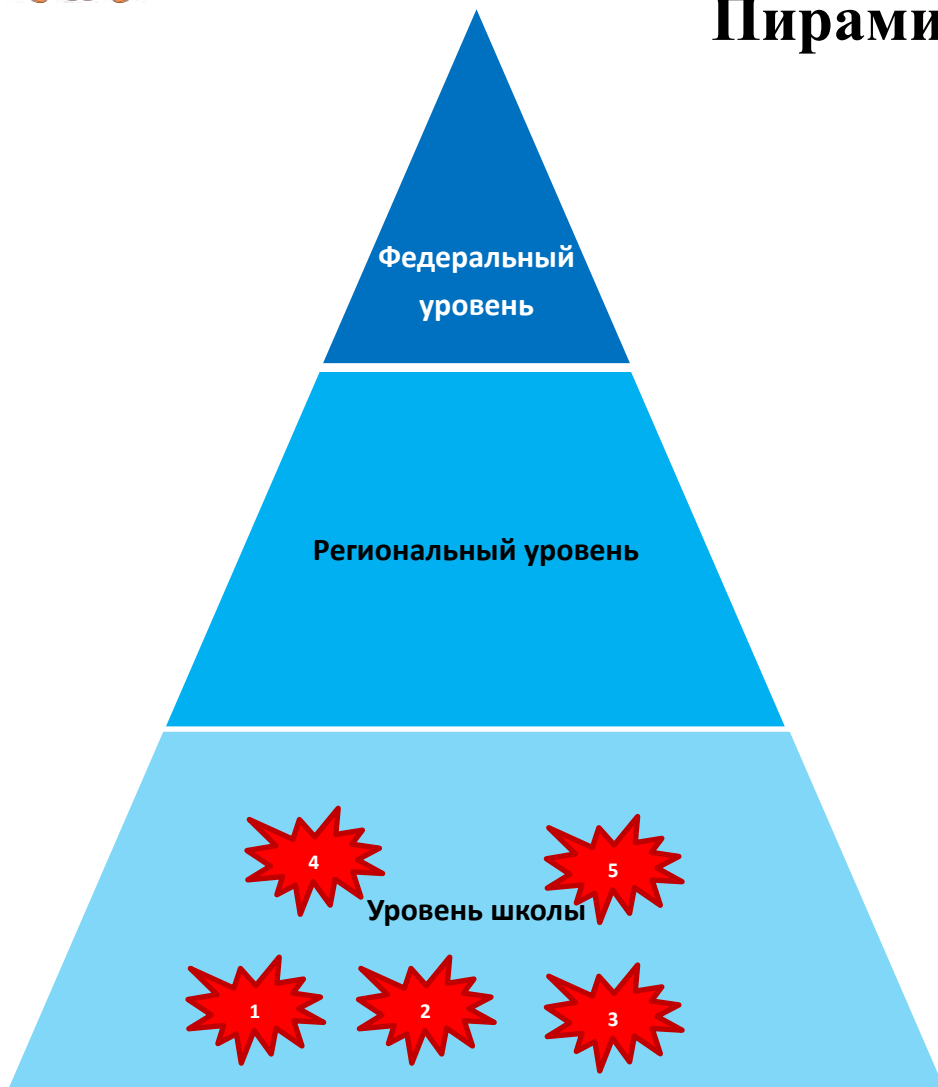 Пирами
Федеральный
уровень
Региональный уровень
4
5
Уровень школы
1
2
3